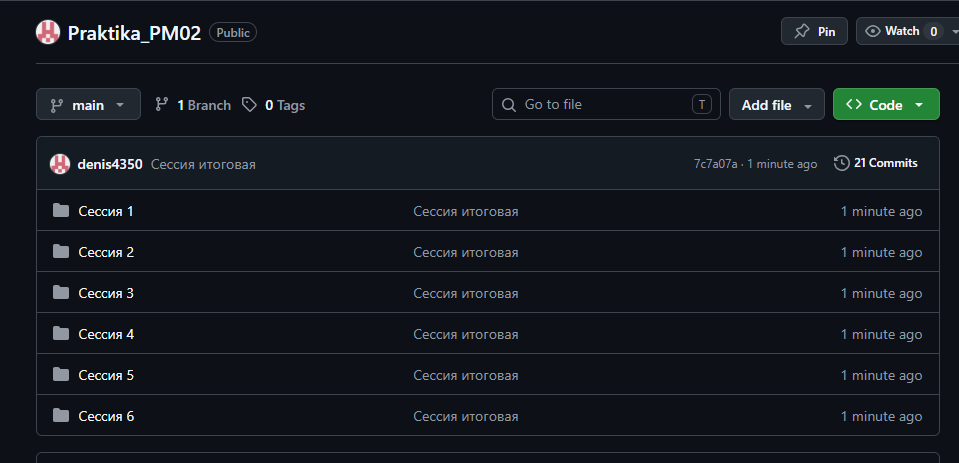 Praktika_PM02 Public Pin Watch 0
main 1 Branch 0 Tags Go to file T Add file Code
denis4350 Сессия итоговая 7c7a07a · 1 minute ago 21 Commits
Сессия 1 Сессия итоговая 1 minute ago
Сессия 2 Сессия итоговая 1 minute ago
Сессия 3 Сессия итоговая 1 minute ago
Сессия 4 Сессия итоговая 1 minute ago
Сессия 5 Сессия итоговая 1 minute ago
Сессия 6 Сессия итоговая 1 minute ago